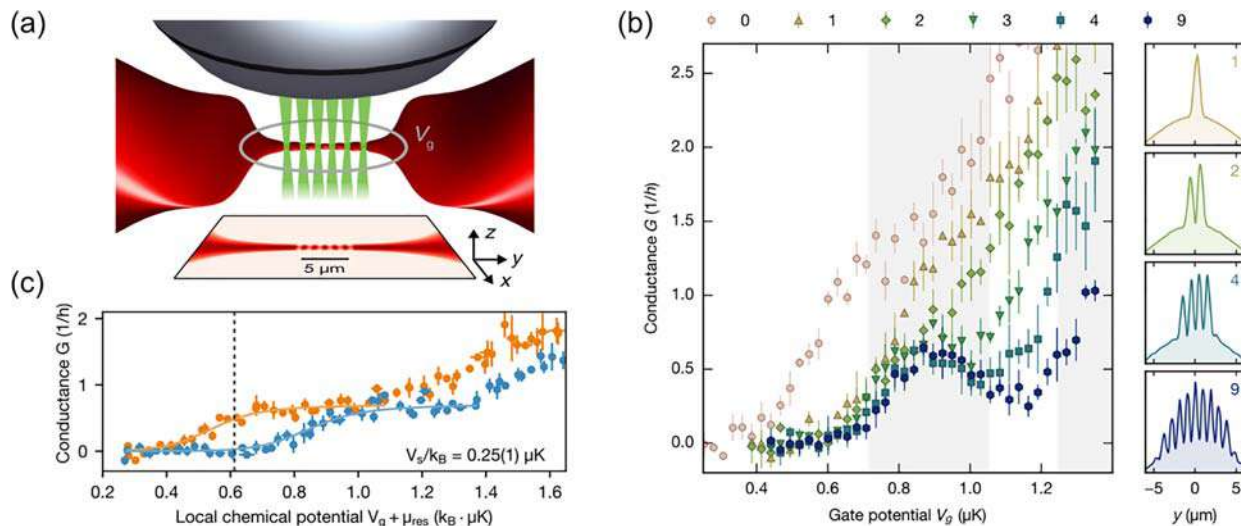 (a)
V_g
5 µm
z
y
x
(b)
0 1 2 3 4 9
Conductance G (1/h)
2.5
2.0
1.5
1.0
0.5
0.0
0.4 0.6 0.8 1.0 1.2
Gate potential V_g (µK)
1
2
4
9
−5 0 5
y (µm)
(c)
Conductance G (1/h)
2
1
0
V_s/k_B = 0.25(1) µK
0.2 0.4 0.6 0.8 1.0 1.2 1.4 1.6
Local chemical potential V_g + µ_res (k_B · µK)